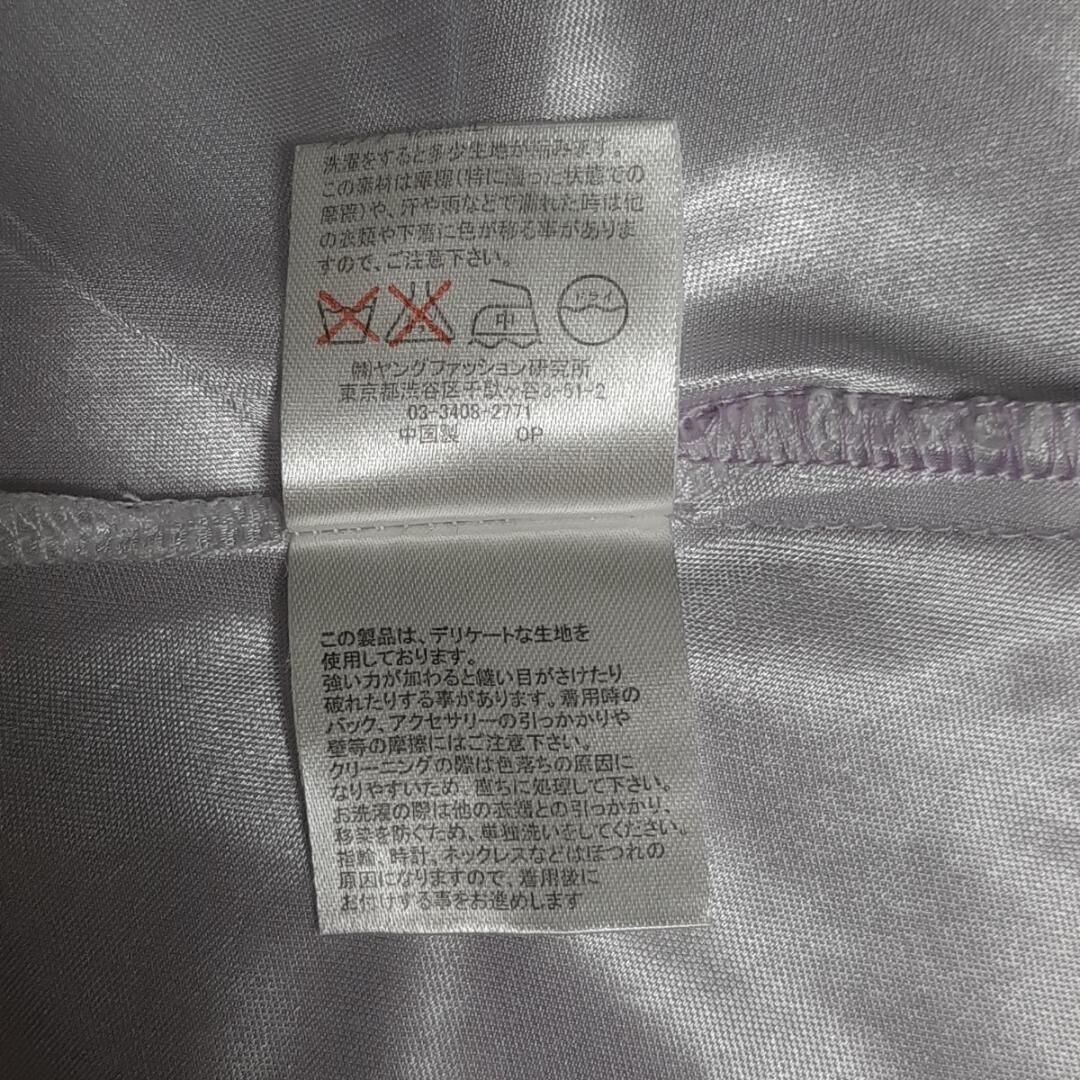 洗濯をすると多少生地が縮みます。
この素材は摩擦(特に湿った状態での
摩擦)や、汗や雨などで濡れた時は他
の衣類や下着に色が移る事がありま
すので、ご注意下さい。
中 ドライ
㈱ヤングファッション研究所
東京都渋谷区千駄ヶ谷3-51-2
03-3408-2771
中国製 OP
この製品は、デリケートな生地を
使用しております。
強い力が加わると縫い目がさけたり
破れたりする事があります。着用時の
バック、アクセサリーの引っかかりや
壁等の摩擦にはご注意下さい。
クリーニングの際は色落ちの原因に
なりやすいため、直ちに処理して下さい。
お洗濯の際は他の衣類との引っかかり、
移染を防ぐため、単独洗いをしてください。
指輪、時計、ネックレスなどはほつれの
原因になりますので、着用後に
お付けする事をお進めします